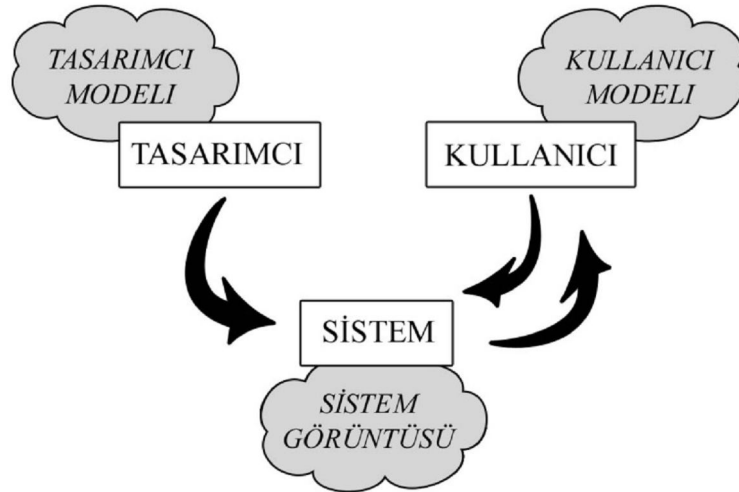 TASARIMCI
MODELI
TASARIMCI
KULLANICI
MODELI
KULLANICI
SİSTEM
SİSTEM
GÖRÜNTÜSÜ